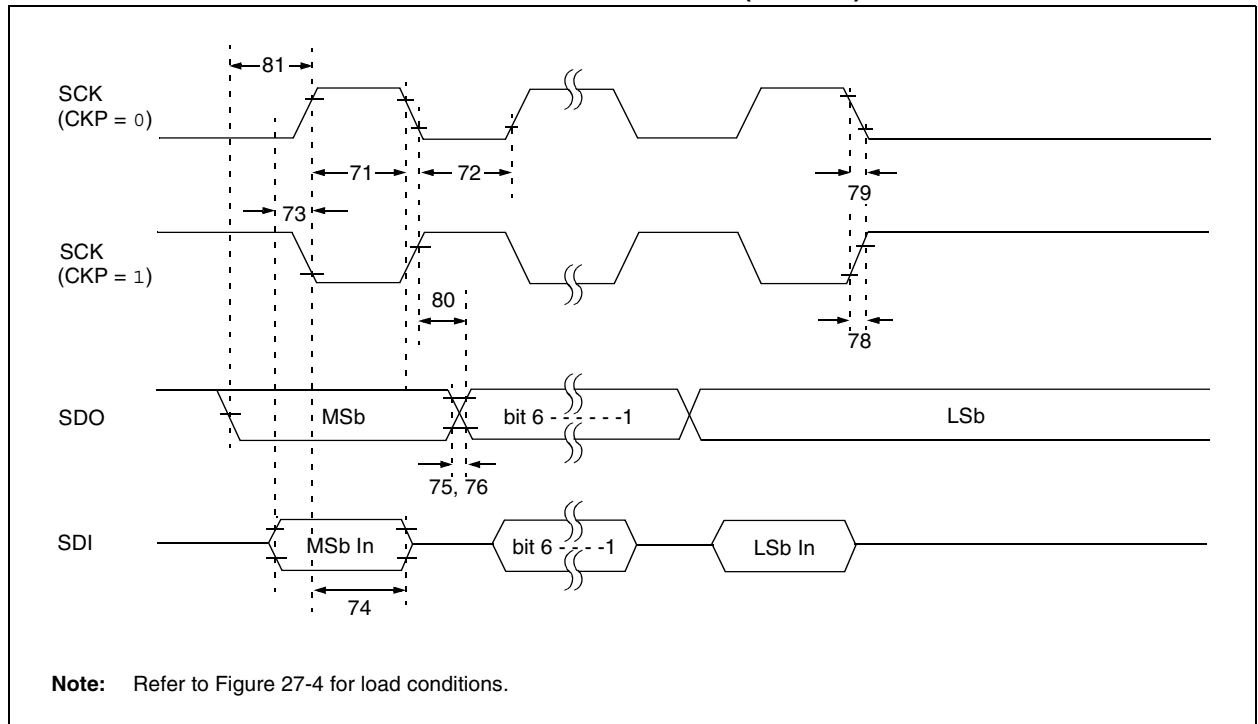 81
SCK
(CKP = 0)
71
72
79
73
SCK
(CKP = 1)
80
78
SDO
MSb
bit 6 - - - - - - -1
LSb
75, 76
SDI
MSb In
bit 6 - - - - -1
LSb In
74
Note: Refer to Figure 27-4 for load conditions.